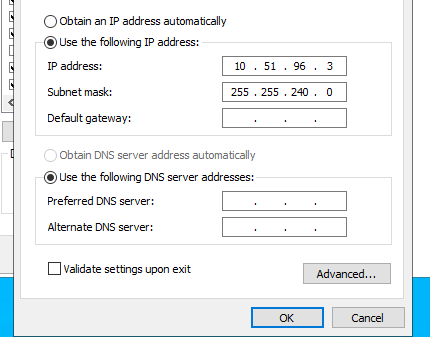 Obtain an IP address automatically
Use the following IP address:
IP address: 10 . 51 . 96 . 3
Subnet mask: 255 . 255 . 240 . 0
Default gateway: . . .
Obtain DNS server address automatically
Use the following DNS server addresses:
Preferred DNS server: . . .
Alternate DNS server: . . .
Validate settings upon exit
Advanced...
OK Cancel